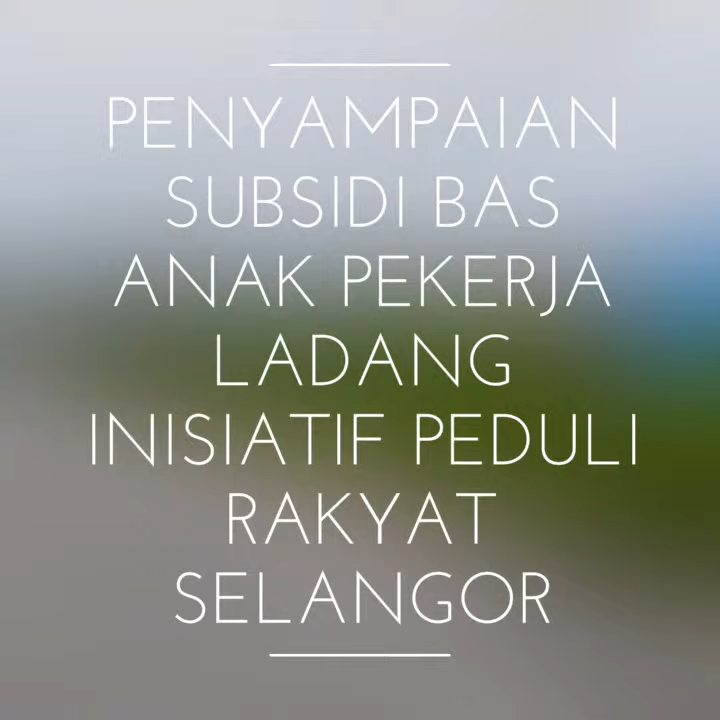 PENYAMPAIAN
SUBSIDI BAS
ANAK PEKERJA
LADANG
INISIATIF PEDULI
RAKYAT
SELANGOR